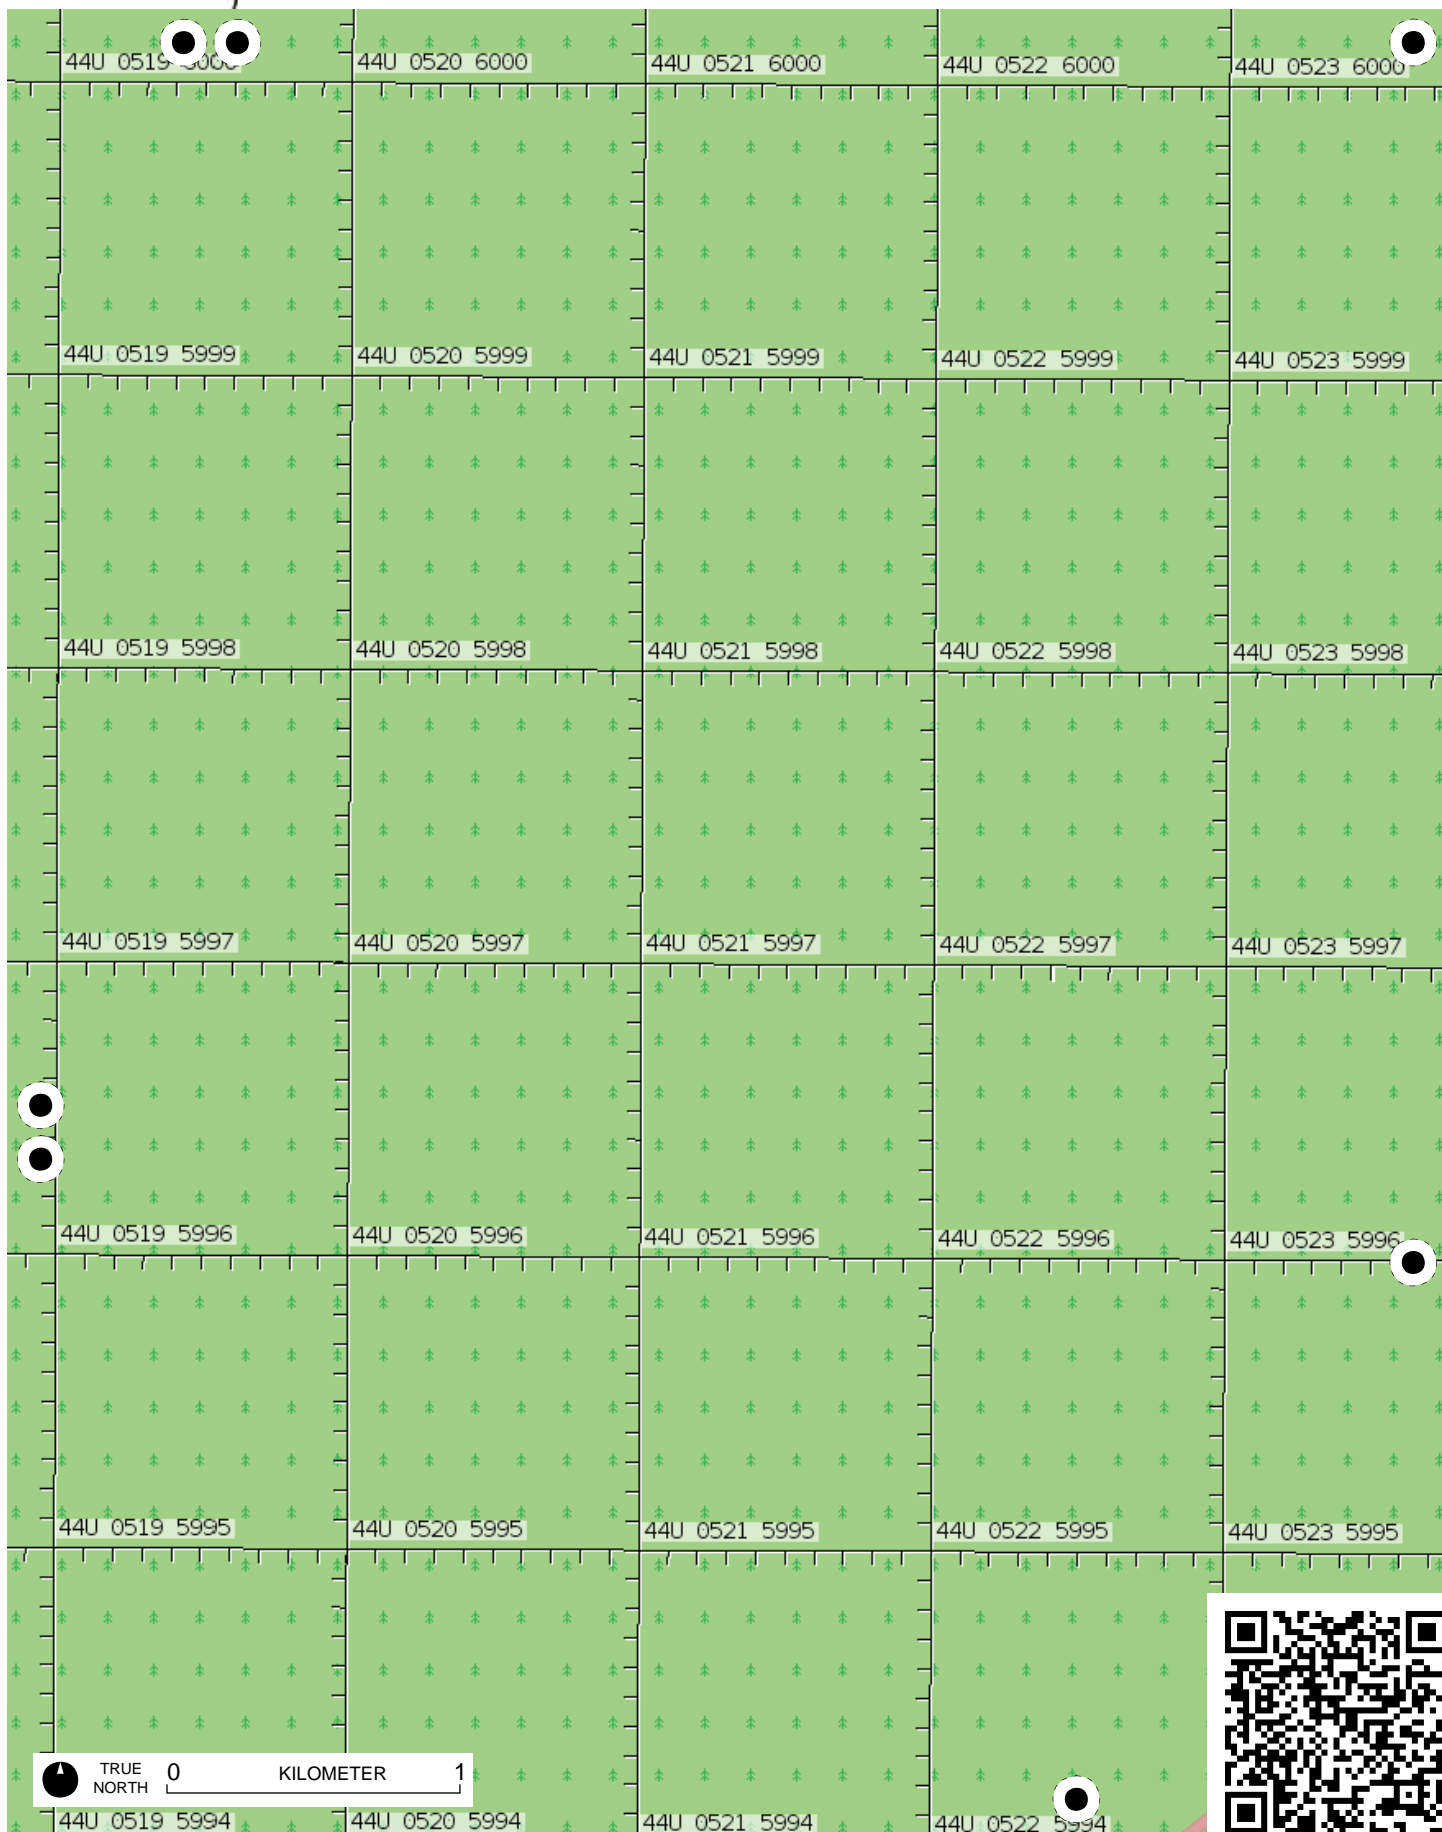 44U 0519 6000 44U 0520 6000 44U 0521 6000 44U 0522 6000 44U 0523 6000
44U 0519 5999 44U 0520 5999 44U 0521 5999 44U 0522 5999 44U 0523 5999
44U 0519 5998 44U 0520 5998 44U 0521 5998 44U 0522 5998 44U 0523 5998
44U 0519 5997 44U 0520 5997 44U 0521 5997 44U 0522 5997 44U 0523 5997
44U 0519 5996 44U 0520 5996 44U 0521 5996 44U 0522 5996 44U 0523 5996
44U 0519 5995 44U 0520 5995 44U 0521 5995 44U 0522 5995 44U 0523 5995
TRUE NORTH 0 KILOMETER 1
44U 0519 5994 44U 0520 5994 44U 0521 5994 44U 0522 5994